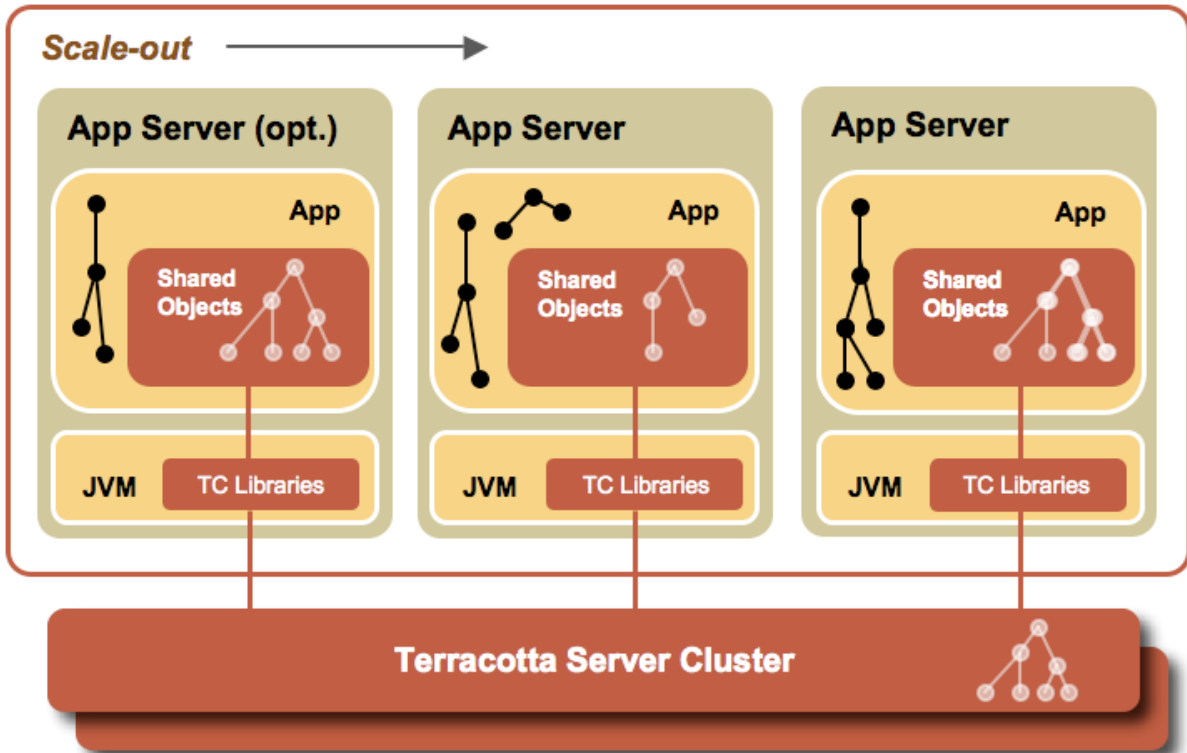 Scale-out
App Server (opt.)
App
Shared
Objects
JVM
TC Libraries
App Server
App
Shared
Objects
JVM
TC Libraries
App Server
App
Shared
Objects
JVM
TC Libraries
Terracotta Server Cluster